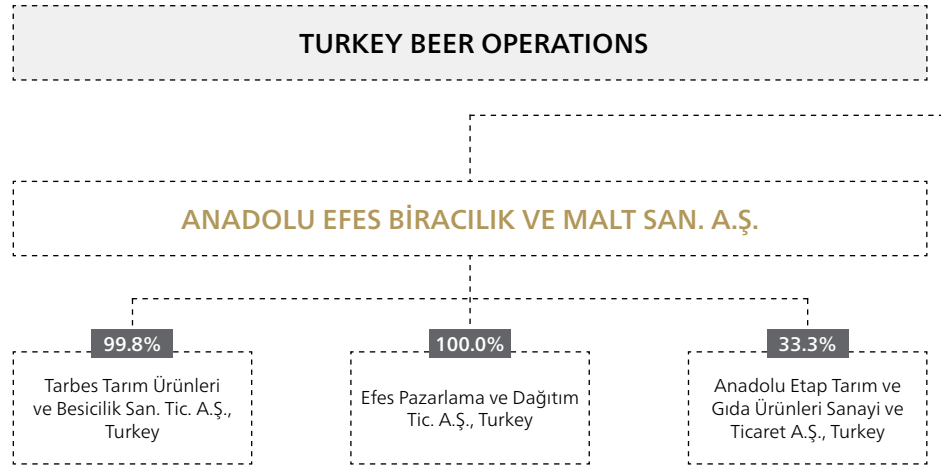 TURKEY BEER OPERATIONS
ANADOLU EFES BİRACILIK VE MALT SAN. A.Ş.
99.8%
Tarbes Tarım Ürünleri
ve Besicilik San. Tic. A.Ş.,
Turkey
100.0%
Efes Pazarlama ve Dağıtım
Tic. A.Ş., Turkey
33.3%
Anadolu Etap Tarım ve
Gıda Ürünleri Sanayi ve
Ticaret A.Ş., Turkey